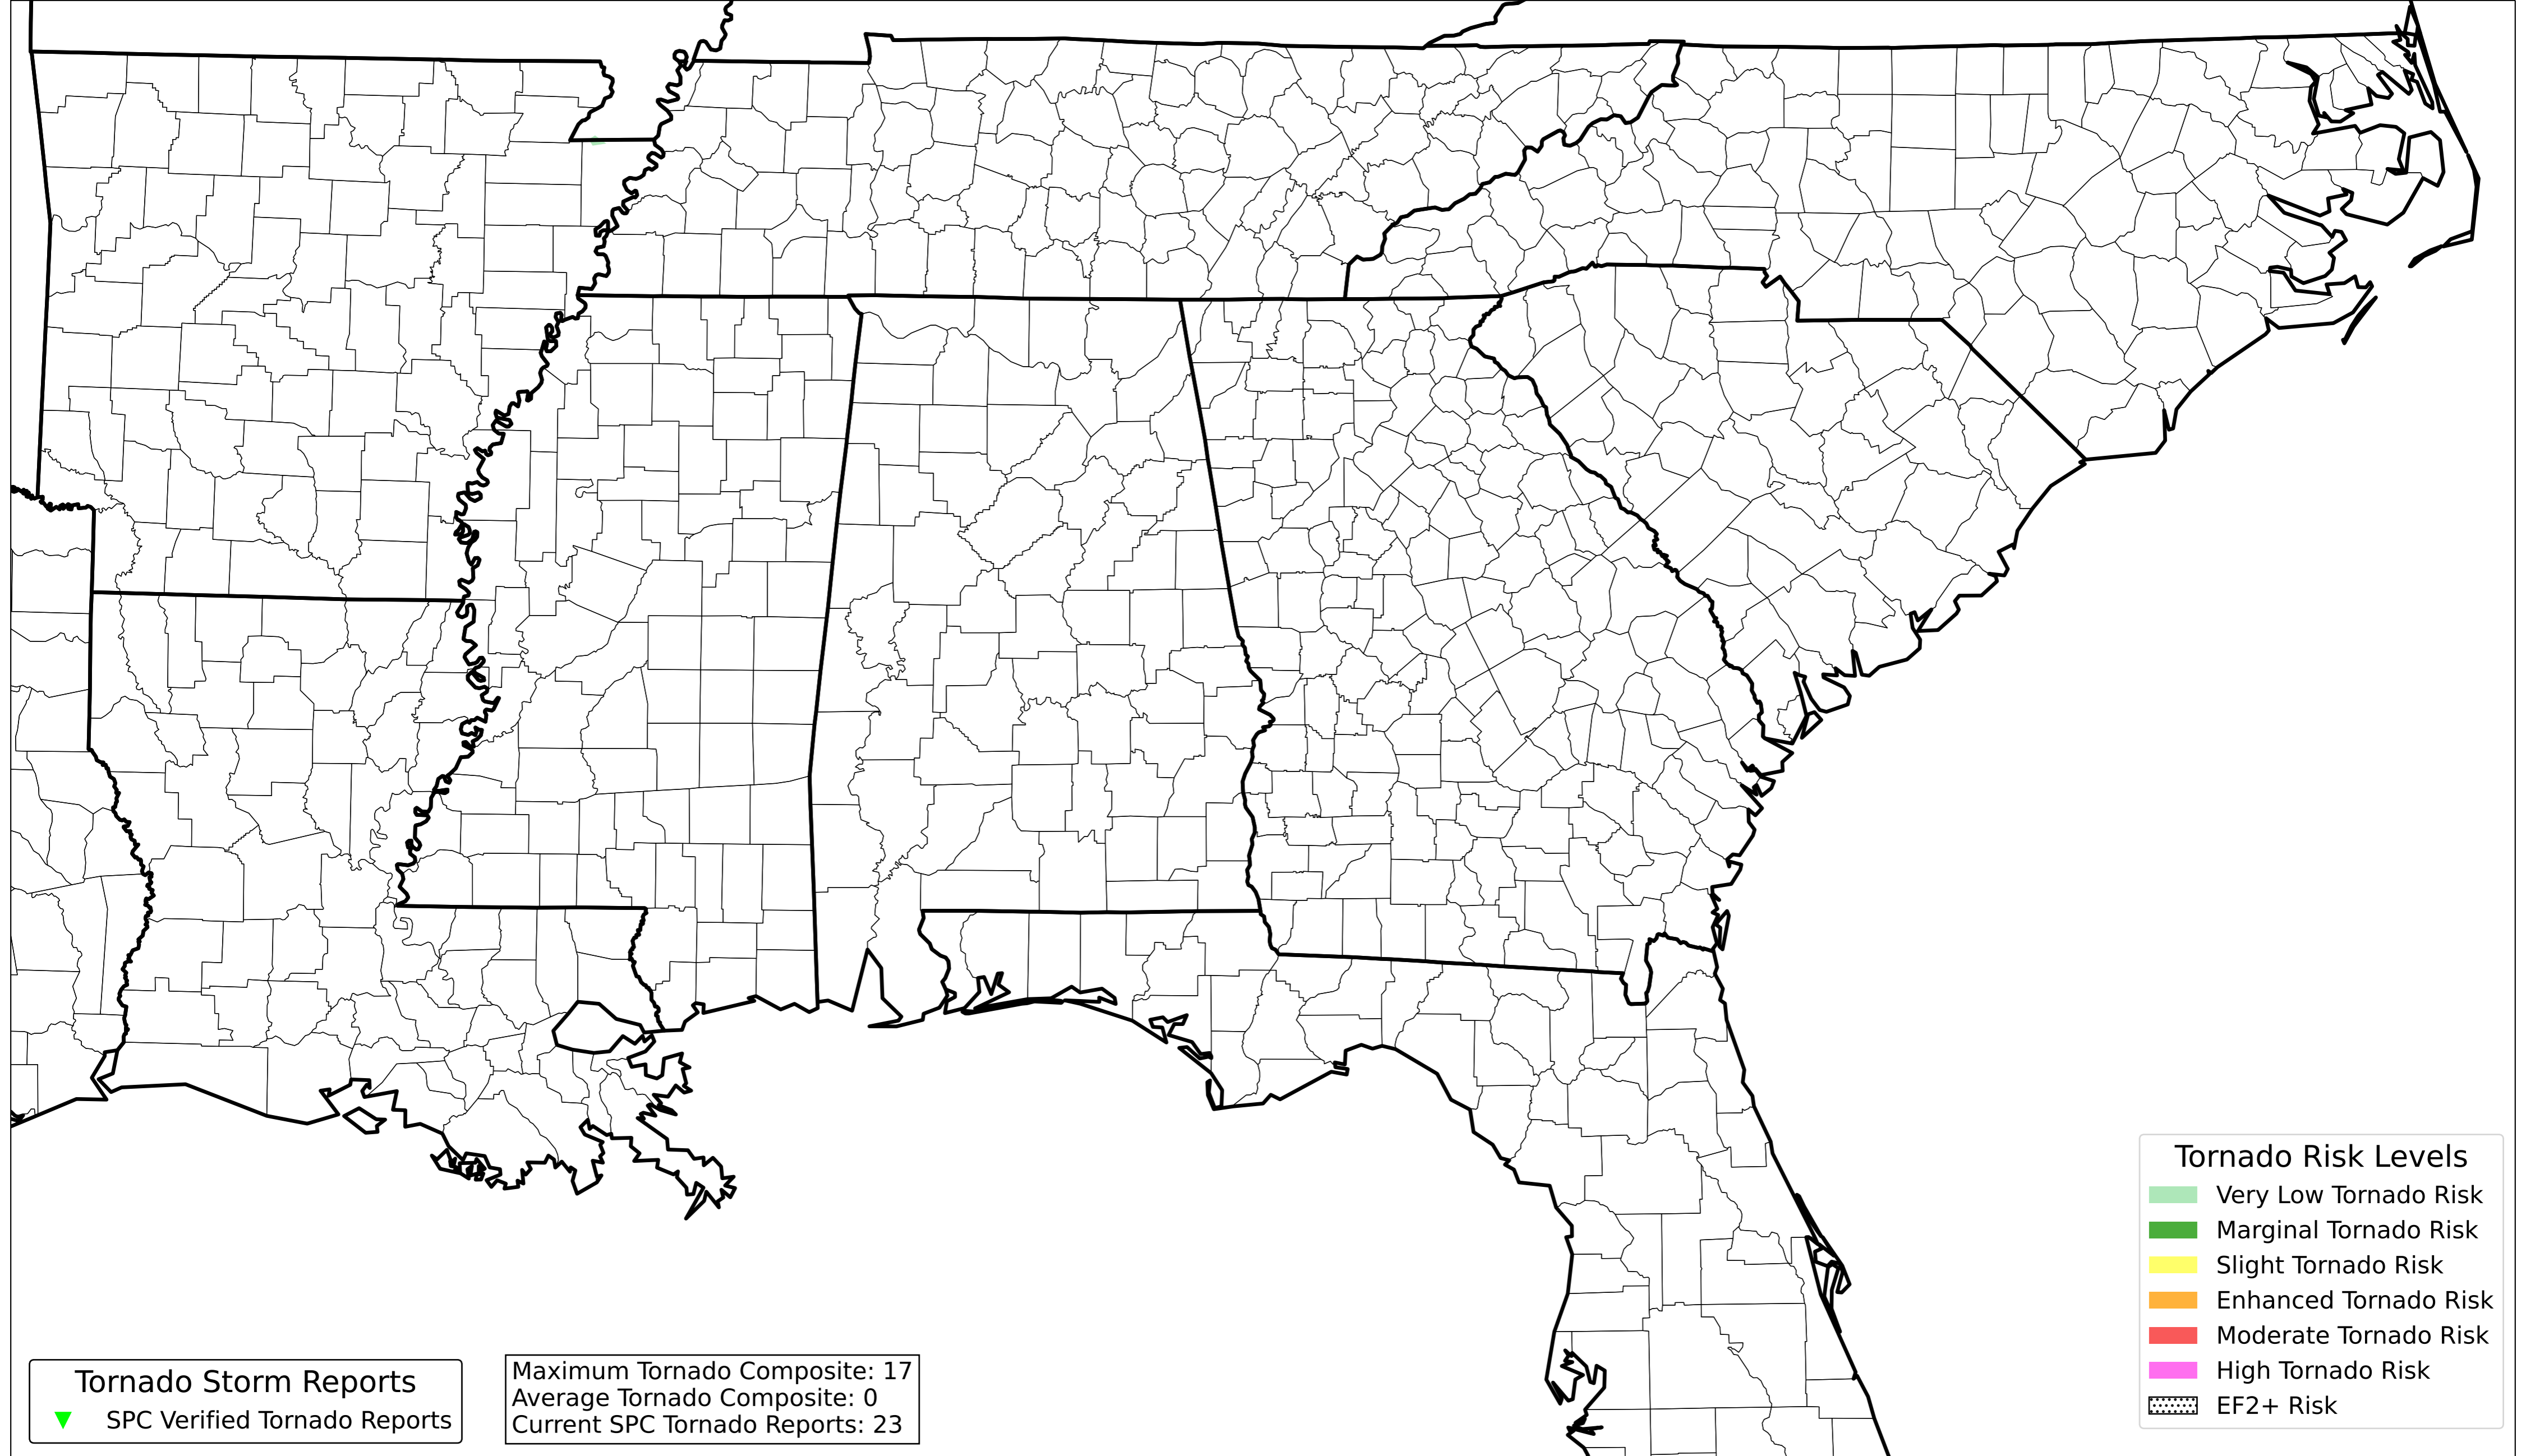 Tornado Storm Reports
SPC Verified Tornado Reports
Maximum Tornado Composite: 17
Average Tornado Composite: 0
Current SPC Tornado Reports: 23
Tornado Risk Levels
Very Low Tornado Risk
Marginal Tornado Risk
Slight Tornado Risk
Enhanced Tornado Risk
Moderate Tornado Risk
High Tornado Risk
EF2+ Risk